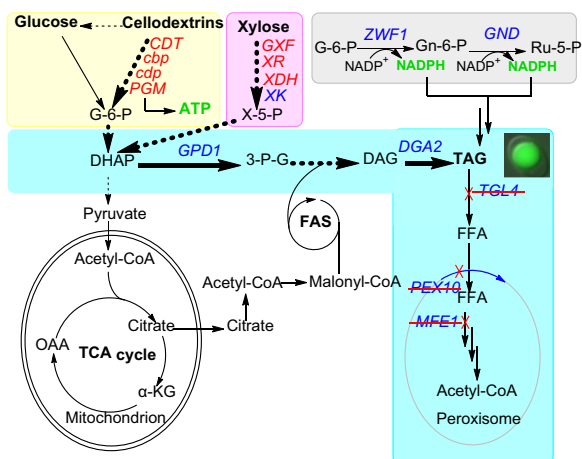 Glucose
Cellodextrins
CDT
cbp
cdp
PGM
G-6-P
ATP
Xylose
GXF
XR
XDH
XK
X-5-P
G-6-P
ZWF1
Gn-6-P
GND
Ru-5-P
NADP+
NADPH
NADP+
NADPH
DHAP
GPD1
3-P-G
DAG
DGA2
TAG
TGL4
Pyruvate
FAS
FFA
Acetyl-CoA
Acetyl-CoA
Malonyl-CoA
PEX10
FFA
Citrate
Citrate
MFE1
OAA
TCA cycle
α-KG
Mitochondrion
Acetyl-CoA
Peroxisome